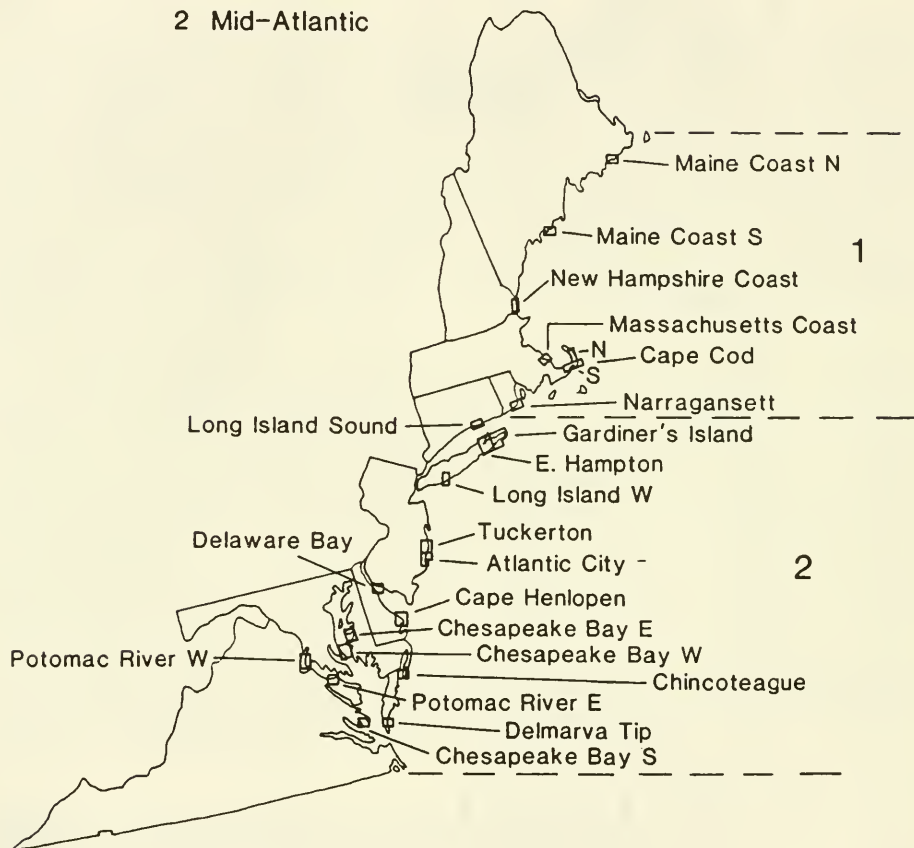 2 Mid-Atlantic
Maine Coast N
Maine Coast S
1
New Hampshire Coast
Massachusetts Coast
N
Cape Cod
S
Narragansett
Long Island Sound
Gardiner's Island
E. Hampton
Long Island W
Tuckerton
Delaware Bay
Atlantic City -
2
Cape Henlopen
Chesapeake Bay E
Potomac River W
Chesapeake Bay W
Chincoteague
Potomac River E
Delmarva Tip
Chesapeake Bay S